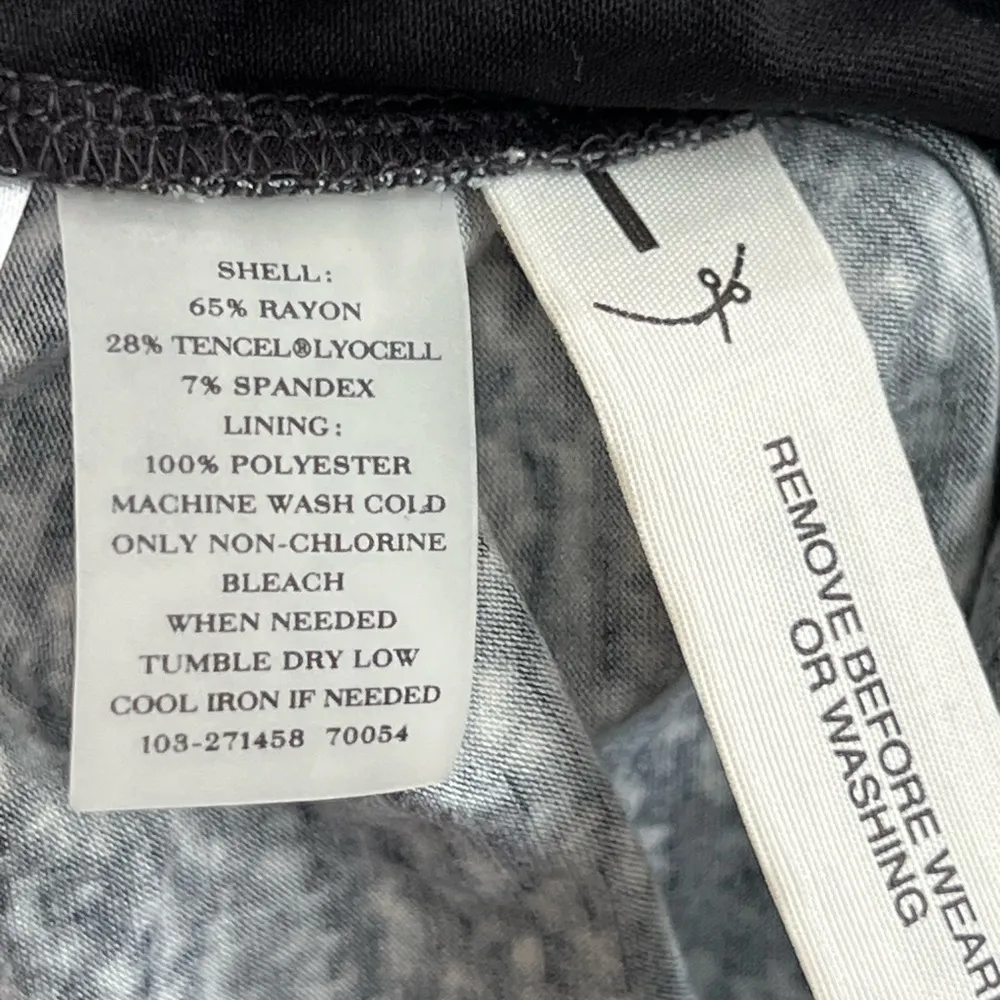 SHELL:
65% RAYON
28% TENCEL®LYOCELL
7% SPANDEX
LINING:
100% POLYESTER
MACHINE WASH COLD
ONLY NON-CHLORINE
BLEACH
WHEN NEEDED
TUMBLE DRY LOW
COOL IRON IF NEEDED
103-271458 70054
REMOVE BEFORE WEAR
OR WASHING